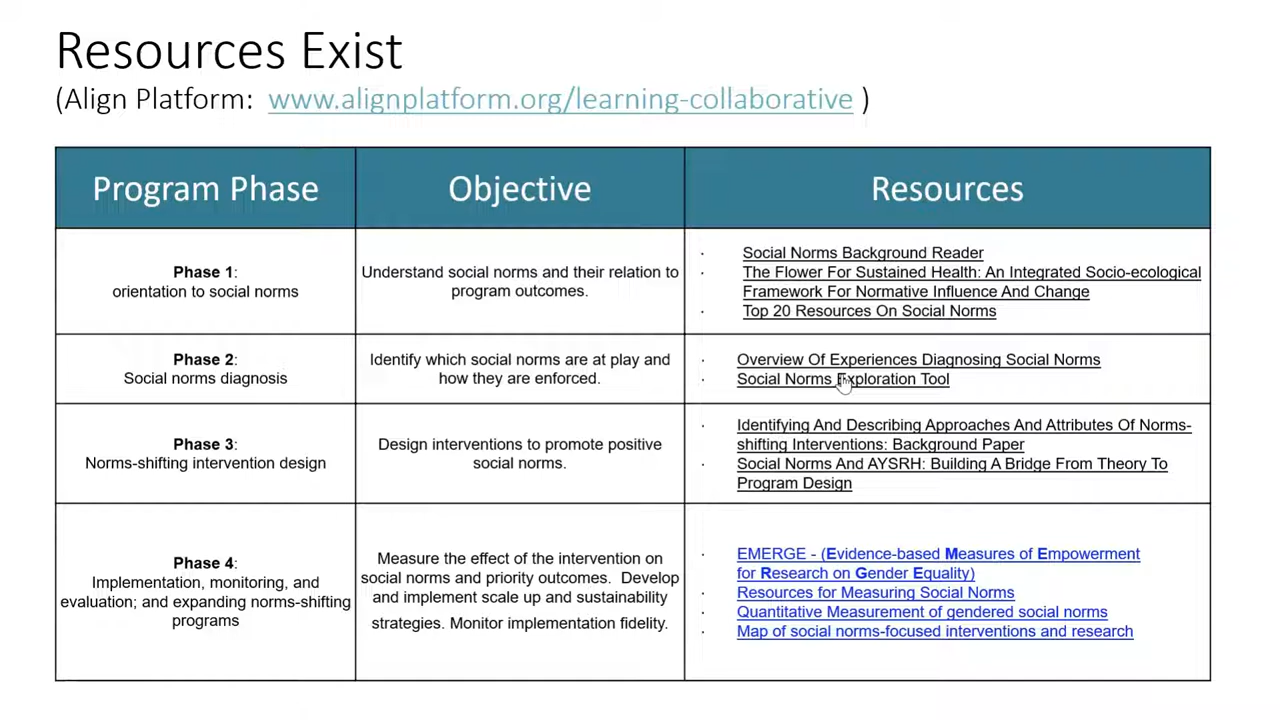 Resources Exist
(Align Platform: www.alignplatform.org/learning-collaborative )
Program Phase
Objective
Resources
Phase 1:
orientation to social norms
Understand social norms and their relation to
program outcomes.
· Social Norms Background Reader
· The Flower For Sustained Health: An Integrated Socio-ecological
Framework For Normative Influence And Change
· Top 20 Resources On Social Norms
Phase 2:
Social norms diagnosis
Identify which social norms are at play and
how they are enforced.
· Overview Of Experiences Diagnosing Social Norms
· Social Norms Exploration Tool
Phase 3:
Norms-shifting intervention design
Design interventions to promote positive
social norms.
· Identifying And Describing Approaches And Attributes Of Norms-
shifting Interventions: Background Paper
· Social Norms And AYSRH: Building A Bridge From Theory To
Program Design
Phase 4:
Implementation, monitoring, and
evaluation; and expanding norms-shifting
programs
Measure the effect of the intervention on
social norms and priority outcomes. Develop
and implement scale up and sustainability
strategies. Monitor implementation fidelity.
· EMERGE - (Evidence-based Measures of Empowerment
for Research on Gender Equality)
· Resources for Measuring Social Norms
· Quantitative Measurement of gendered social norms
· Map of social norms-focused interventions and research